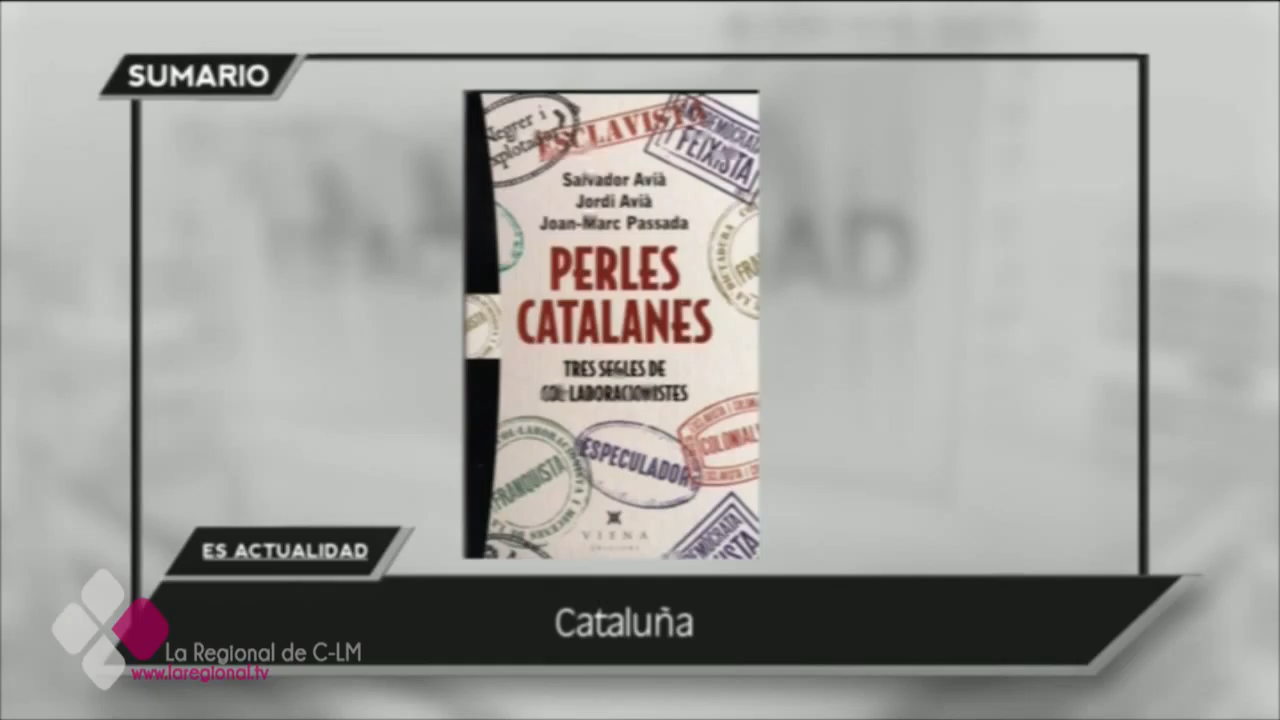 SUMARIO
Negrer i
explotador
ESCLAVISTA
FEIXISTA
Salvador Avià
Jordi Avià
Joan-Marc Passada
PERLES
CATALANES
TRES SEGLES DE
COL·LABORACIONISTES
FRANQUISTA
ESPECULADOR
COLONIAL
VIENA
EDICIONS
ES ACTUALIDAD
Cataluña
La Regional de C-LM
www.laregional.tv